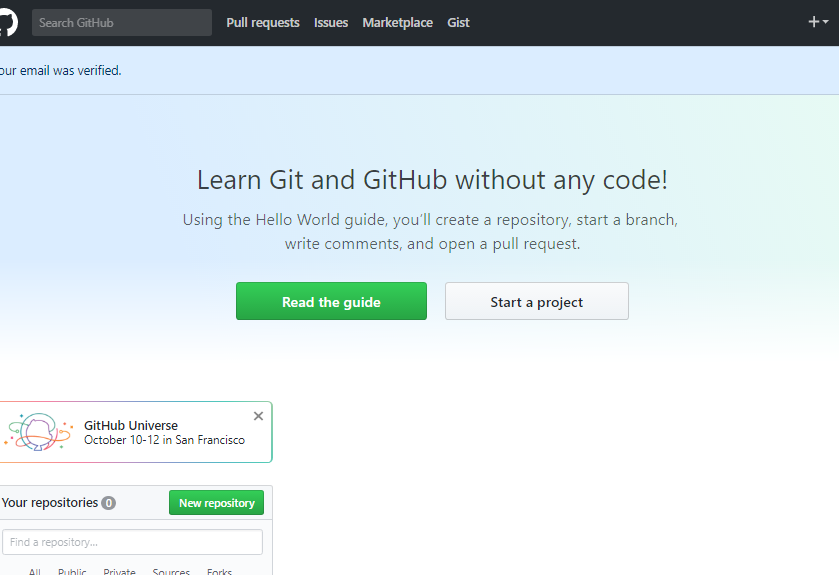 Search GitHub Pull requests Issues Marketplace Gist
our email was verified.
Learn Git and GitHub without any code!
Using the Hello World guide, you'll create a repository, start a branch,
write comments, and open a pull request.
Read the guide Start a project
GitHub Universe
October 10-12 in San Francisco
Your repositories 0 New repository
Find a repository...
All Public Private Sources Forks